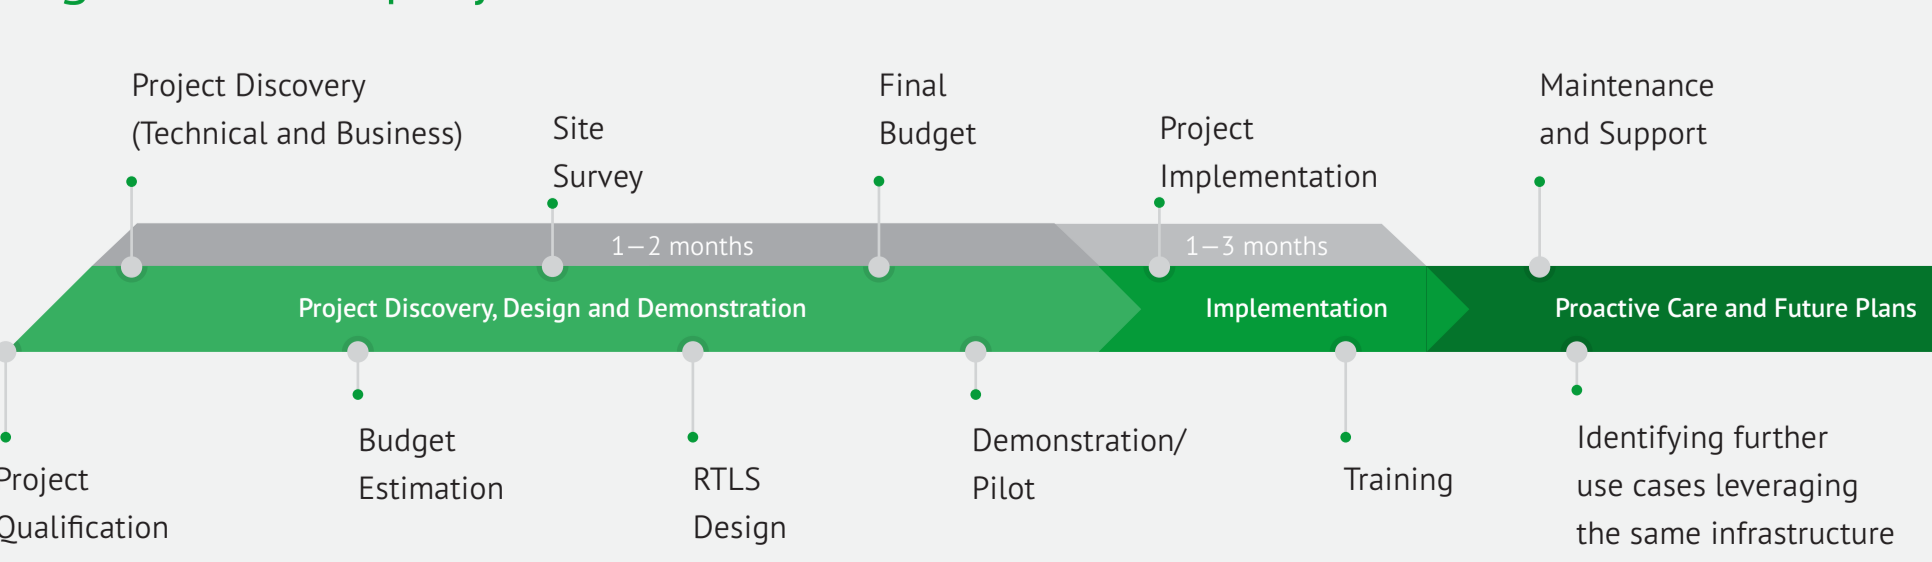 Project Discovery
(Technical and Business)
Site
Survey
Final
Budget
Project
Implementation
Maintenance
and Support
1—2 months
1—3 months
Project Discovery, Design and Demonstration
Implementation
Proactive Care and Future Plans
Project
Qualification
Budget
Estimation
RTLS
Design
Demonstration/
Pilot
Training
Identifying further
use cases leveraging
the same infrastructure